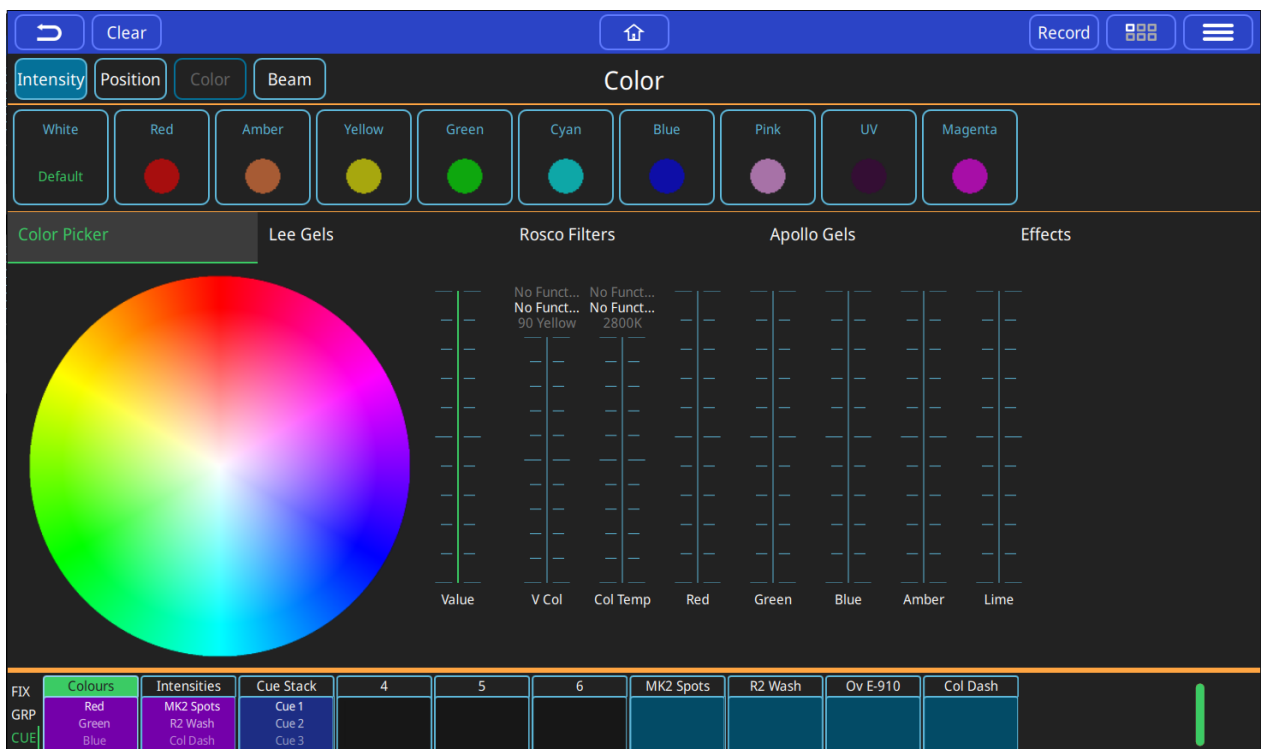 Clear
Record
Intensity Position Color Beam
Color
White Red Amber Yellow Green Cyan Blue Pink UV Magenta
Default
Color Picker Lee Gels Rosco Filters Apollo Gels Effects
No Funct... No Funct...
No Funct... No Funct...
90 Yellow 2800K
Value V Col Col Temp Red Green Blue Amber Lime
FIX
GRP
CUE
Colours Intensities Cue Stack 4 5 6 MK2 Spots R2 Wash Ov E-910 Col Dash
Red MK2 Spots Cue 1
Green R2 Wash Cue 2
Blue Col Dash Cue 3